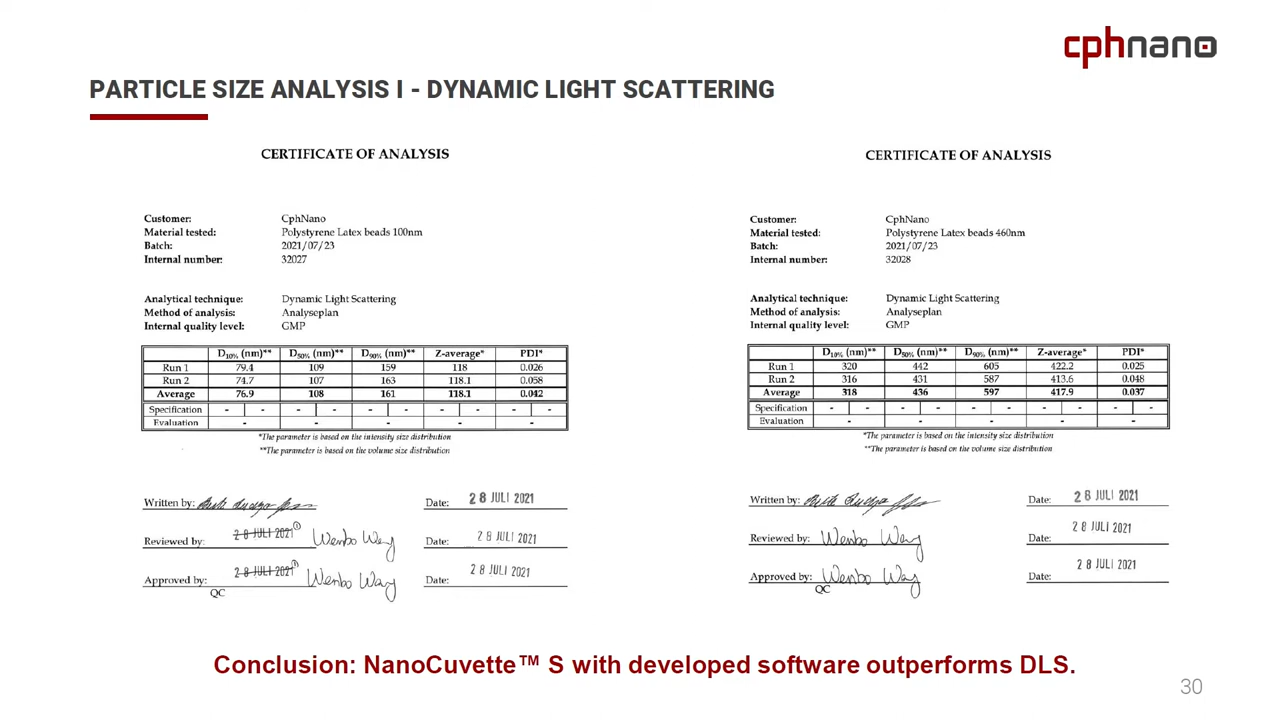 cphnano
PARTICLE SIZE ANALYSIS I - DYNAMIC LIGHT SCATTERING
CERTIFICATE OF ANALYSIS
Customer: CphNano
Material tested: Polystyrene Latex beads 100nm
Batch: 2021/07/23
Internal number: 32027
Analytical technique: Dynamic Light Scattering
Method of analysis: Analyseplan
Internal quality level: GMP
D10% (nm)** D50% (nm)** D90% (nm)** Z-average* PDI*
Run 1 79.4 109 159 118 0.026
Run 2 74.7 107 163 118.1 0.058
Average 76.9 108 161 118.1 0.042
Specification - - - - - - - - - -
Evaluation - - - - -
*The parameter is based on the intensity size distribution
**The parameter is based on the volume size distribution
Written by: Date: 28 JULI 2021
Reviewed by: 28 JULI 2021 Wenbo Wang Date: 28 JULI 2021
Approved by: 28 JULI 2021 Wenbo Wang Date: 28 JULI 2021
QC
CERTIFICATE OF ANALYSIS
Customer: CphNano
Material tested: Polystyrene Latex beads 460nm
Batch: 2021/07/23
Internal number: 32028
Analytical technique: Dynamic Light Scattering
Method of analysis: Analyseplan
Internal quality level: GMP
D10% (nm)** D50% (nm)** D90% (nm)** Z-average* PDI*
Run 1 320 442 605 422.2 0.025
Run 2 316 431 587 413.6 0.048
Average 318 436 597 417.9 0.037
Specification - - - - - - - - - -
Evaluation - - - - -
*The parameter is based on the intensity size distribution
**The parameter is based on the volume size distribution
Written by: Date: 28 JULI 2021
Reviewed by: Wenbo Wang Date: 28 JULI 2021
Approved by: Wenbo Wang Date: 28 JULI 2021
QC
Conclusion: NanoCuvette™ S with developed software outperforms DLS.
30